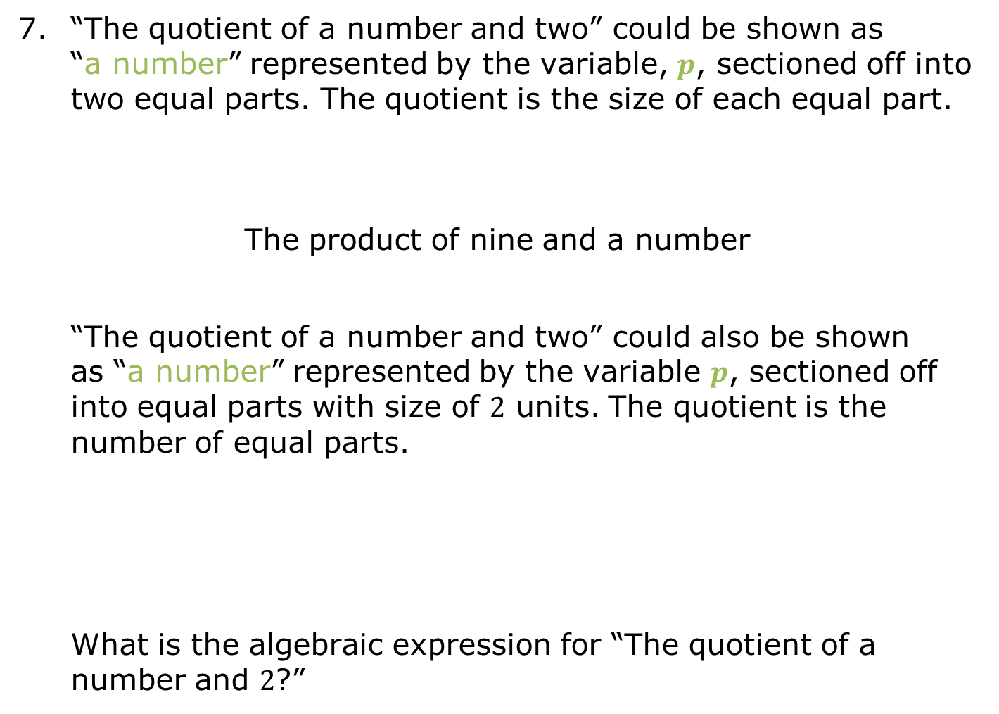 7. “The quotient of a number and two” could be shown as
“a number” represented by the variable, p, sectioned off into
two equal parts. The quotient is the size of each equal part.
The product of nine and a number
“The quotient of a number and two” could also be shown
as “a number” represented by the variable p, sectioned off
into equal parts with size of 2 units. The quotient is the
number of equal parts.
What is the algebraic expression for “The quotient of a
number and 2?”